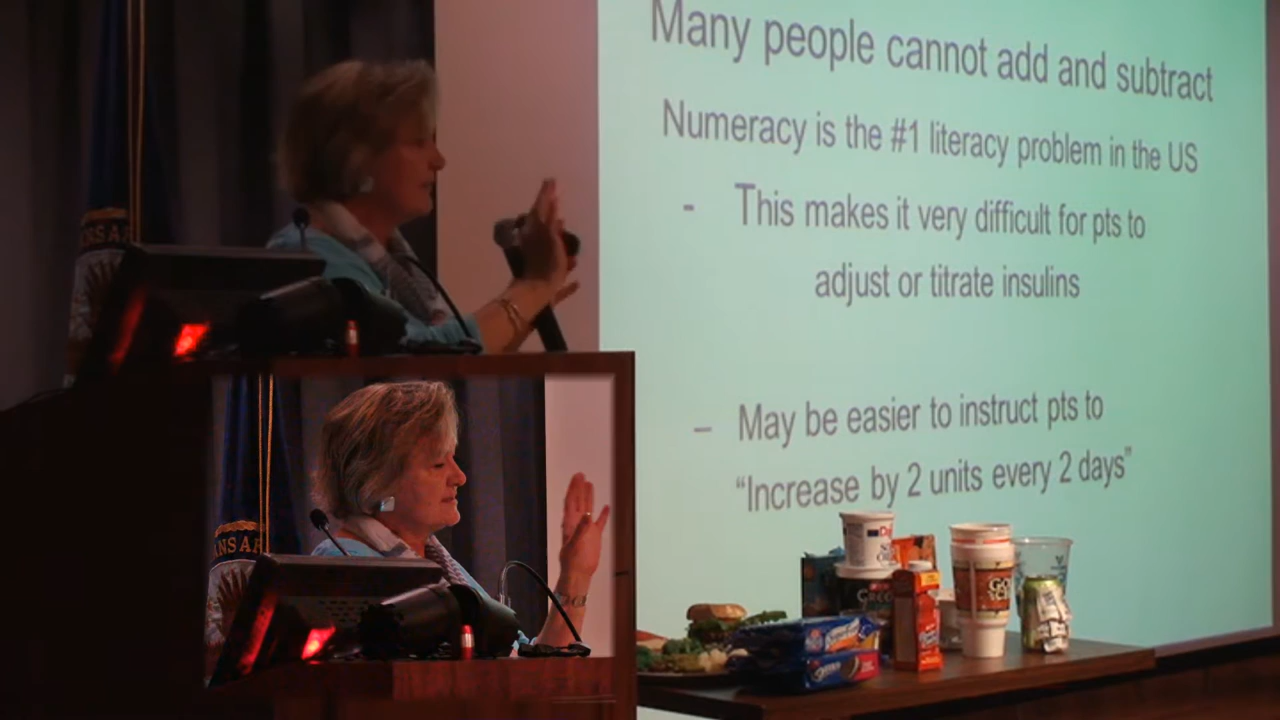 Many people cannot add and subtract
Numeracy is the #1 literacy problem in the US
- This makes it very difficult for pts to
adjust or titrate insulins
– May be easier to instruct pts to
“Increase by 2 units every 2 days”
NSAR
ANSAR